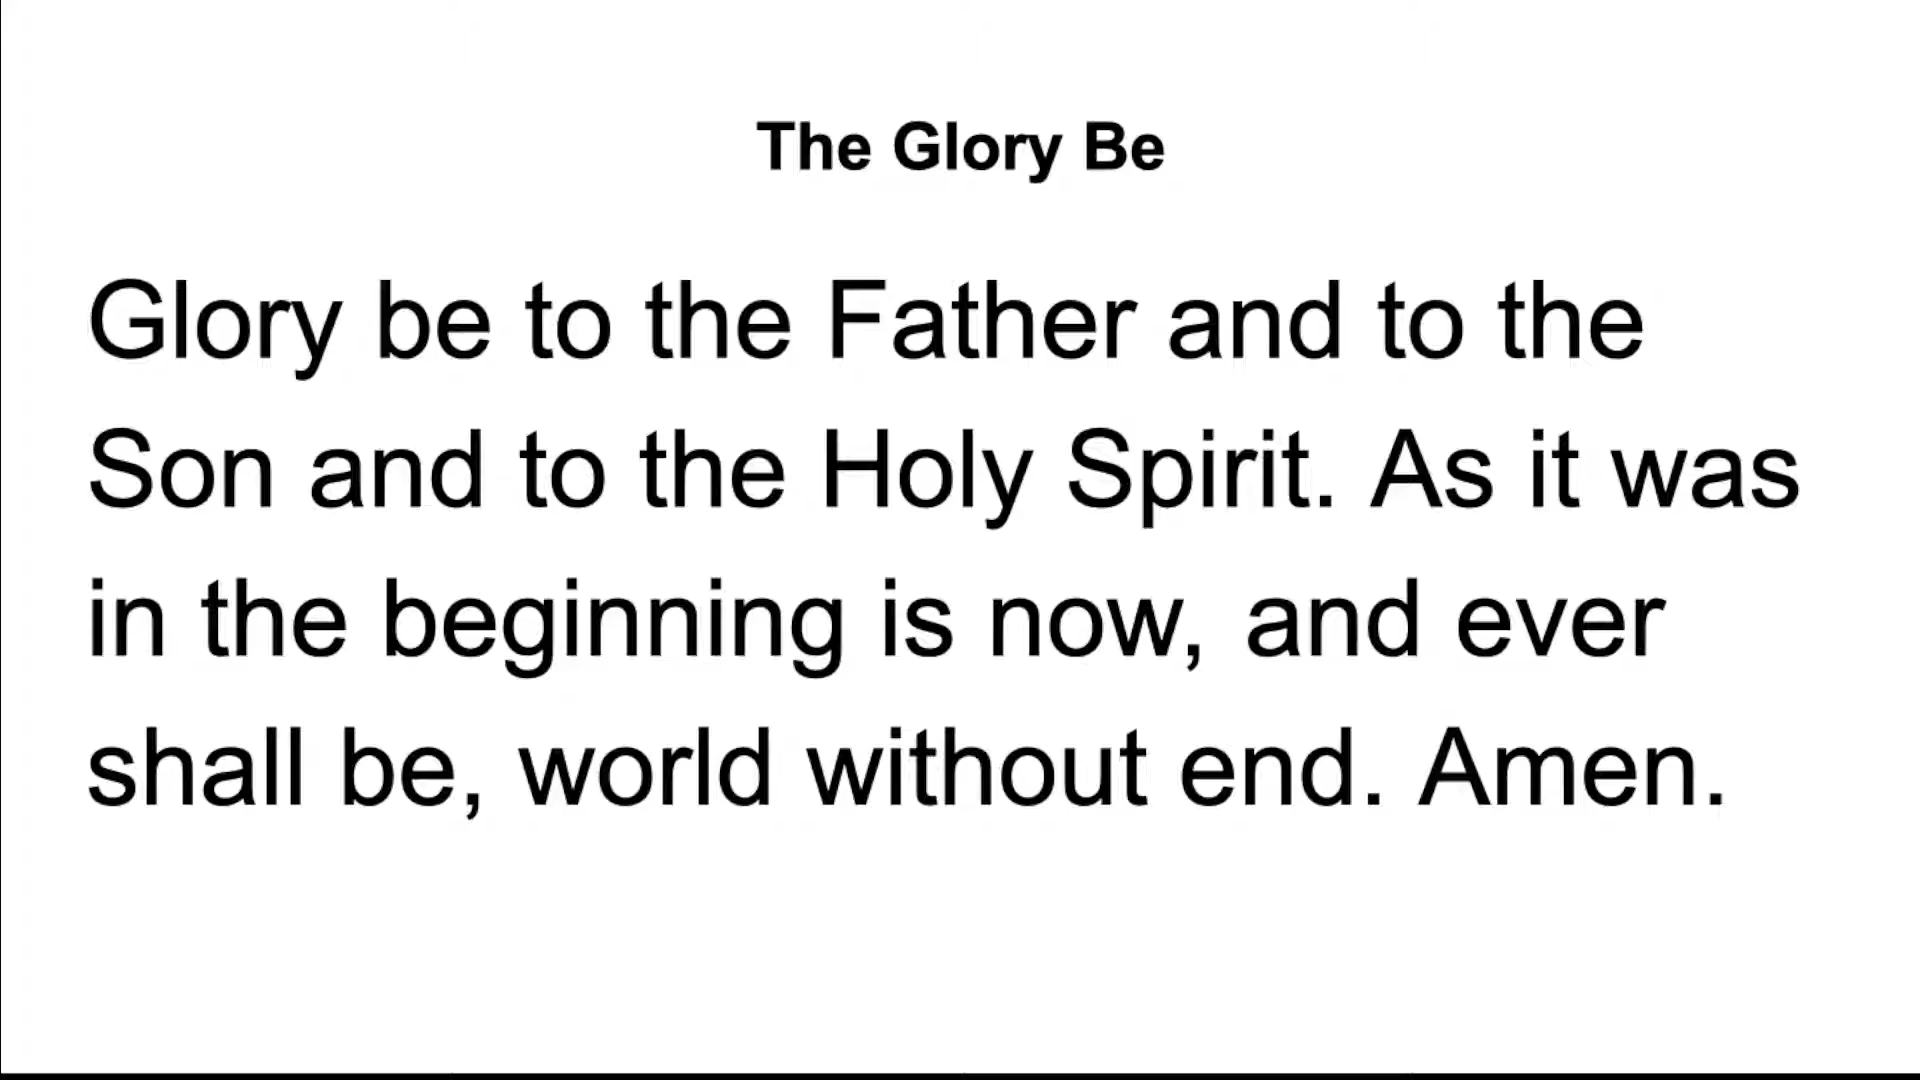 The Glory Be
Glory be to the Father and to the
Son and to the Holy Spirit. As it was
in the beginning is now, and ever
shall be, world without end. Amen.